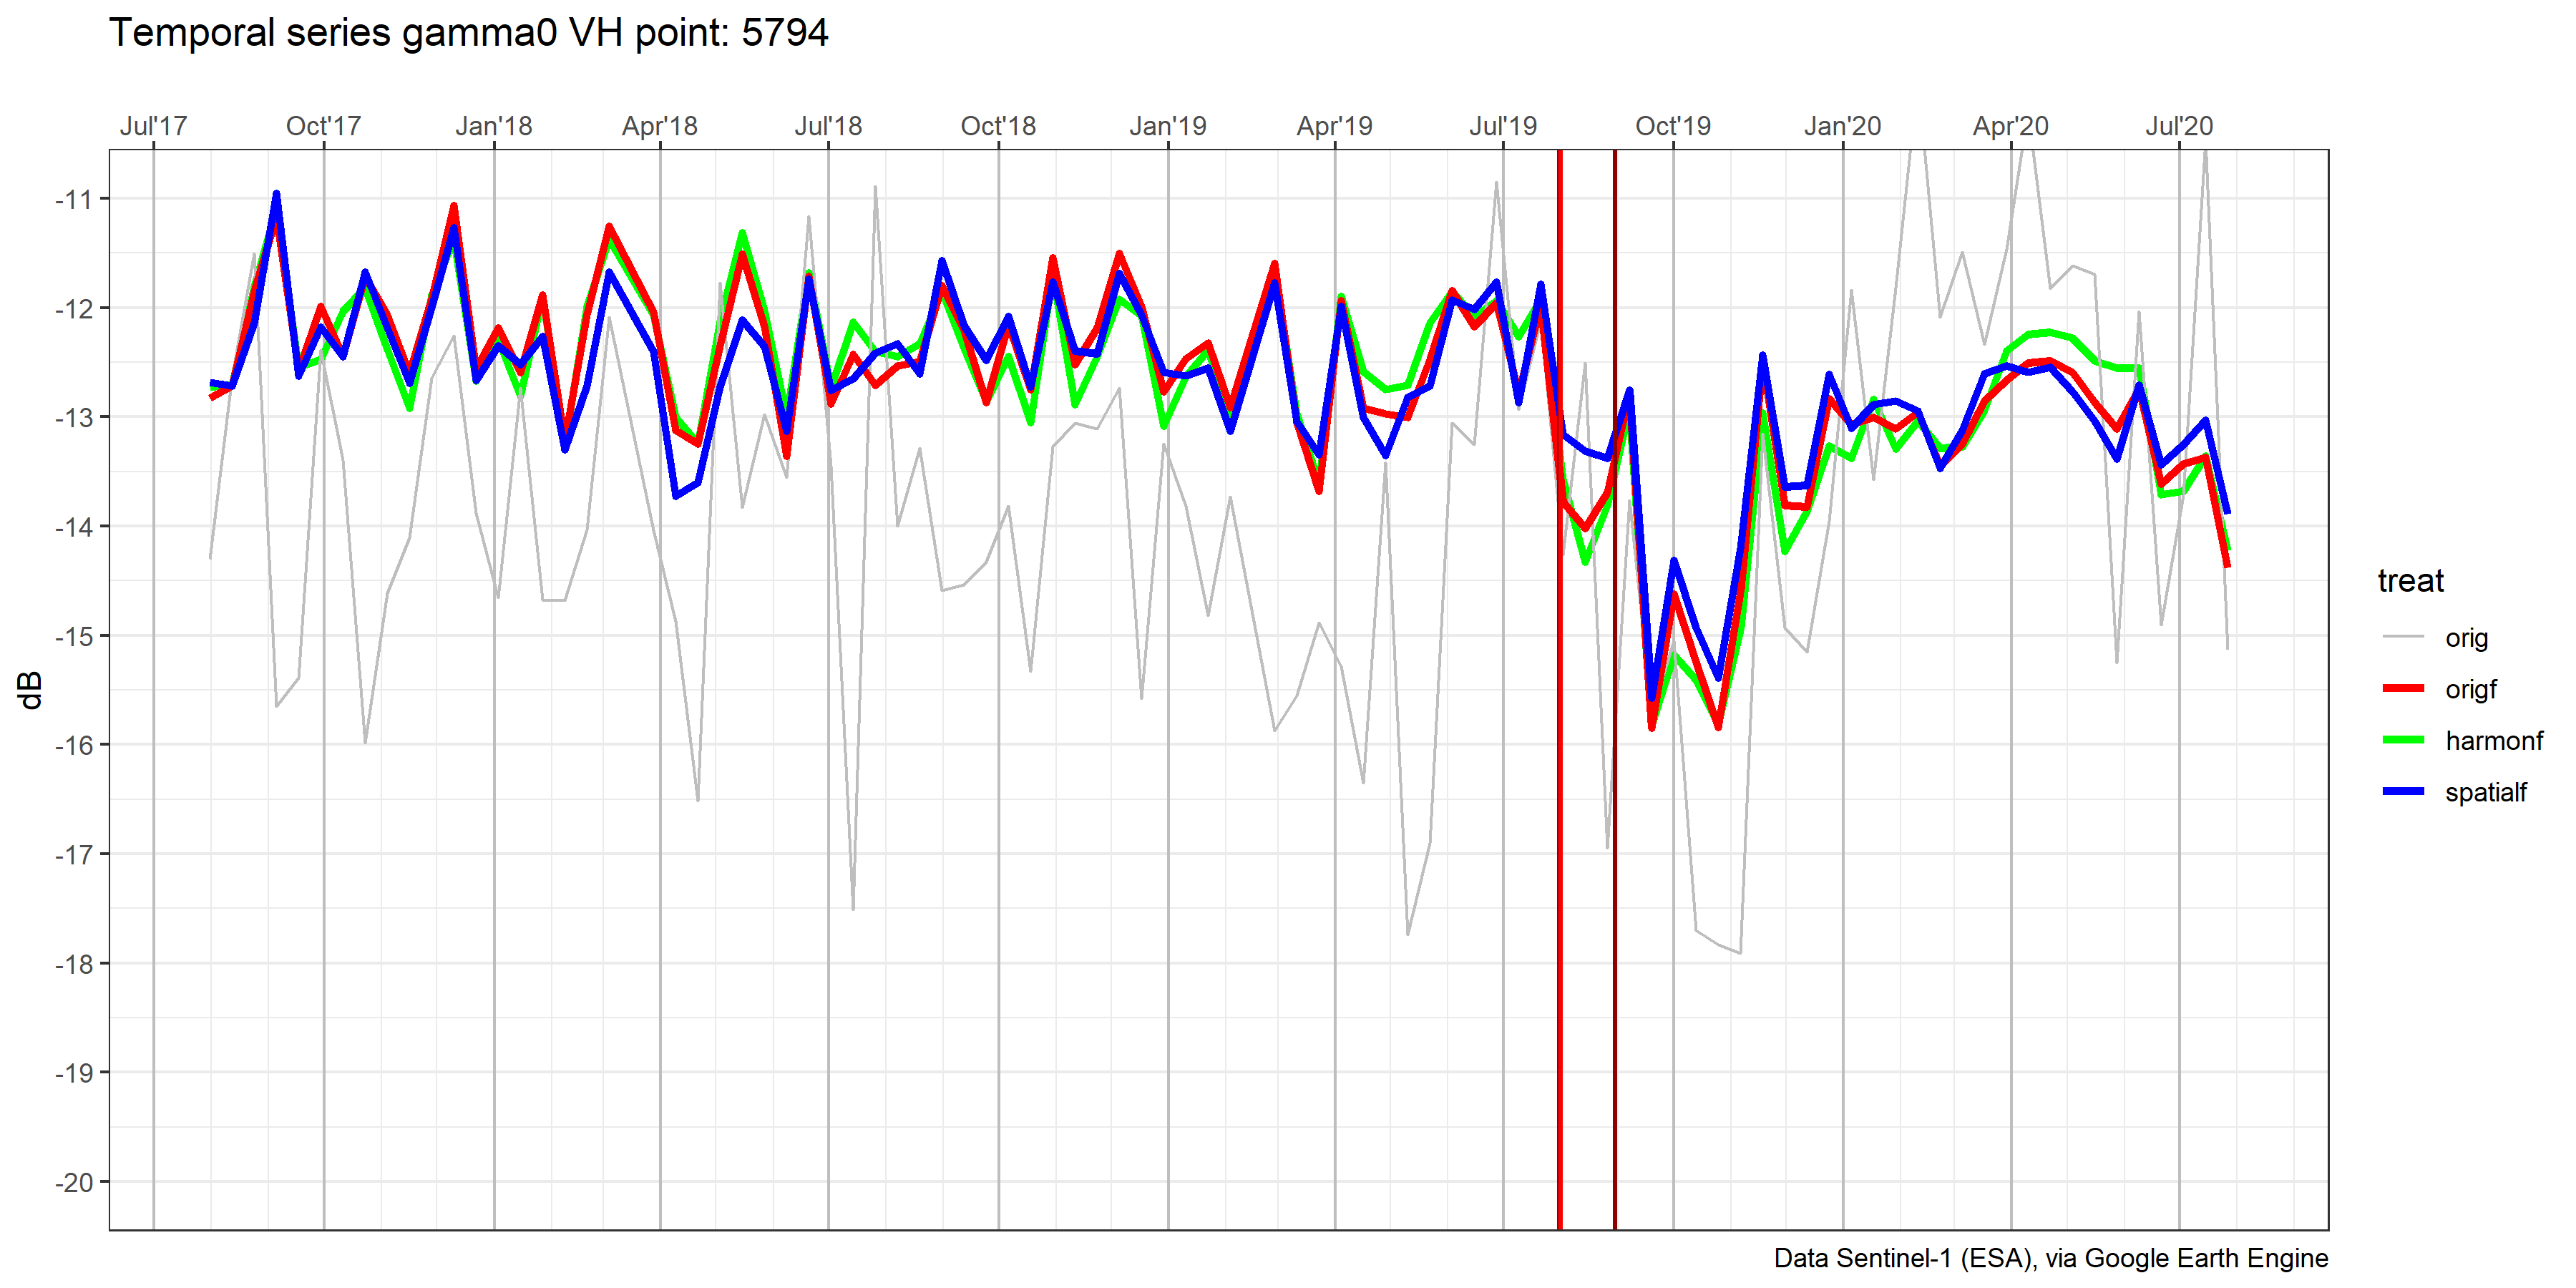 Temporal series gamma0 VH point: 5794
Jul'17 Oct'17 Jan'18 Apr'18 Jul'18 Oct'18 Jan'19 Apr'19 Jul'19 Oct'19 Jan'20 Apr'20 Jul'20
-11
-12
-13
-14
-15
-16
-17
-18
-19
-20
dB
treat
orig
origf
harmonf
spatialf
Data Sentinel-1 (ESA), via Google Earth Engine